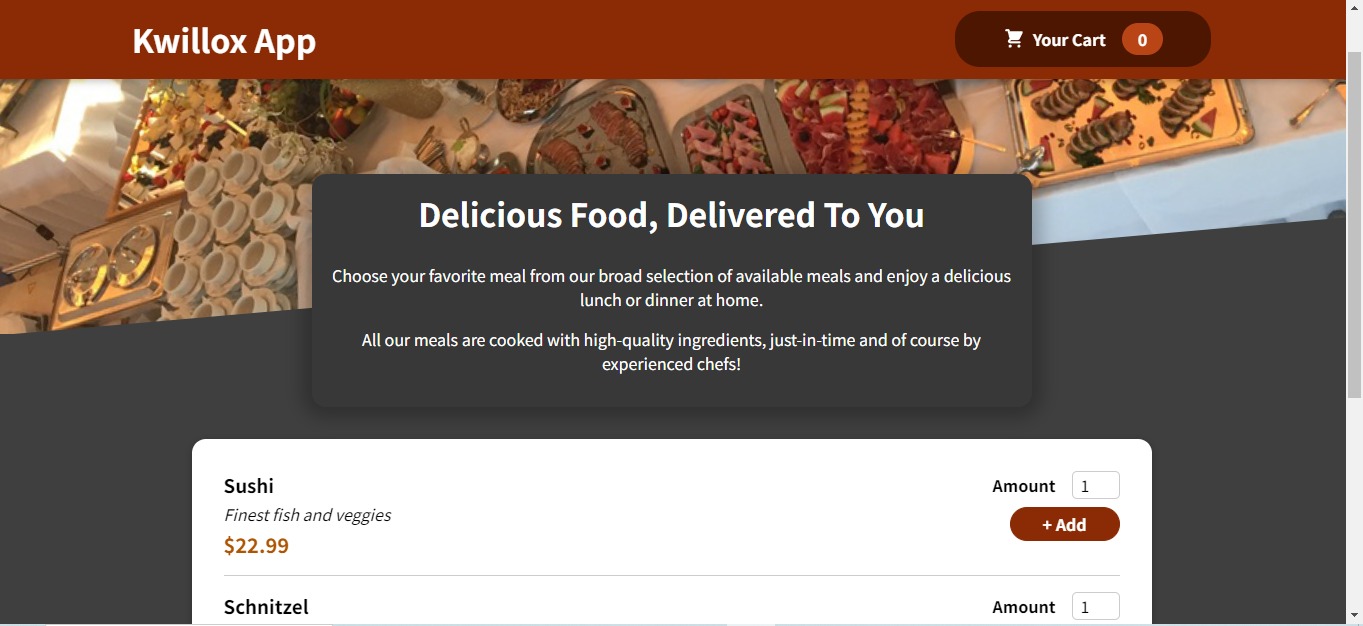 Kwillox App
Your Cart 0
Delicious Food, Delivered To You
Choose your favorite meal from our broad selection of available meals and enjoy a delicious
lunch or dinner at home.
All our meals are cooked with high-quality ingredients, just-in-time and of course by
experienced chefs!
Sushi
Amount 1
Finest fish and veggies
+ Add
$22.99
Schnitzel
Amount 1